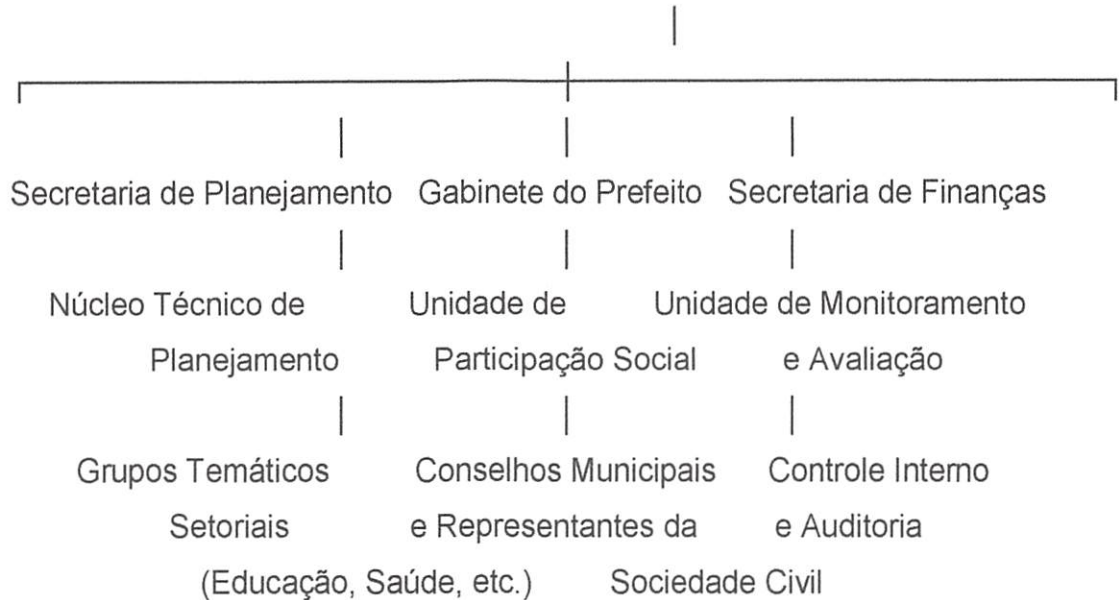 Secretaria de Planejamento Gabinete do Prefeito Secretaria de Finanças
Núcleo Técnico de Unidade de Unidade de Monitoramento
Planejamento Participação Social e Avaliação
Grupos Temáticos Conselhos Municipais Controle Interno
Setoriais e Representantes da e Auditoria
(Educação, Saúde, etc.) Sociedade Civil